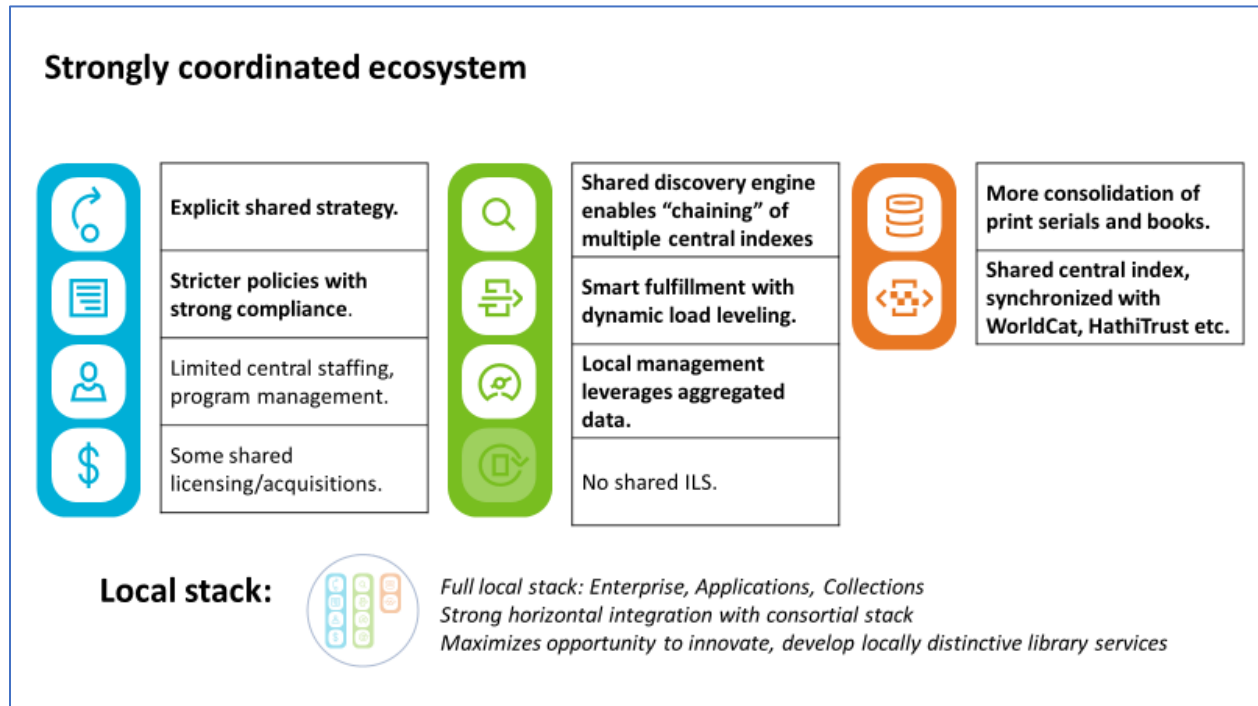 Strongly coordinated ecosystem
Explicit shared strategy.
Stricter policies with
strong compliance.
Limited central staffing,
program management.
$
Some shared
licensing/acquisitions.
Shared discovery engine
enables “chaining” of
multiple central indexes
Smart fulfillment with
dynamic load leveling.
Local management
leverages aggregated
data.
No shared ILS.
More consolidation of
print serials and books.
Shared central index,
synchronized with
WorldCat, HathiTrust etc.
Local stack:
Full local stack: Enterprise, Applications, Collections
Strong horizontal integration with consortial stack
Maximizes opportunity to innovate, develop locally distinctive library services